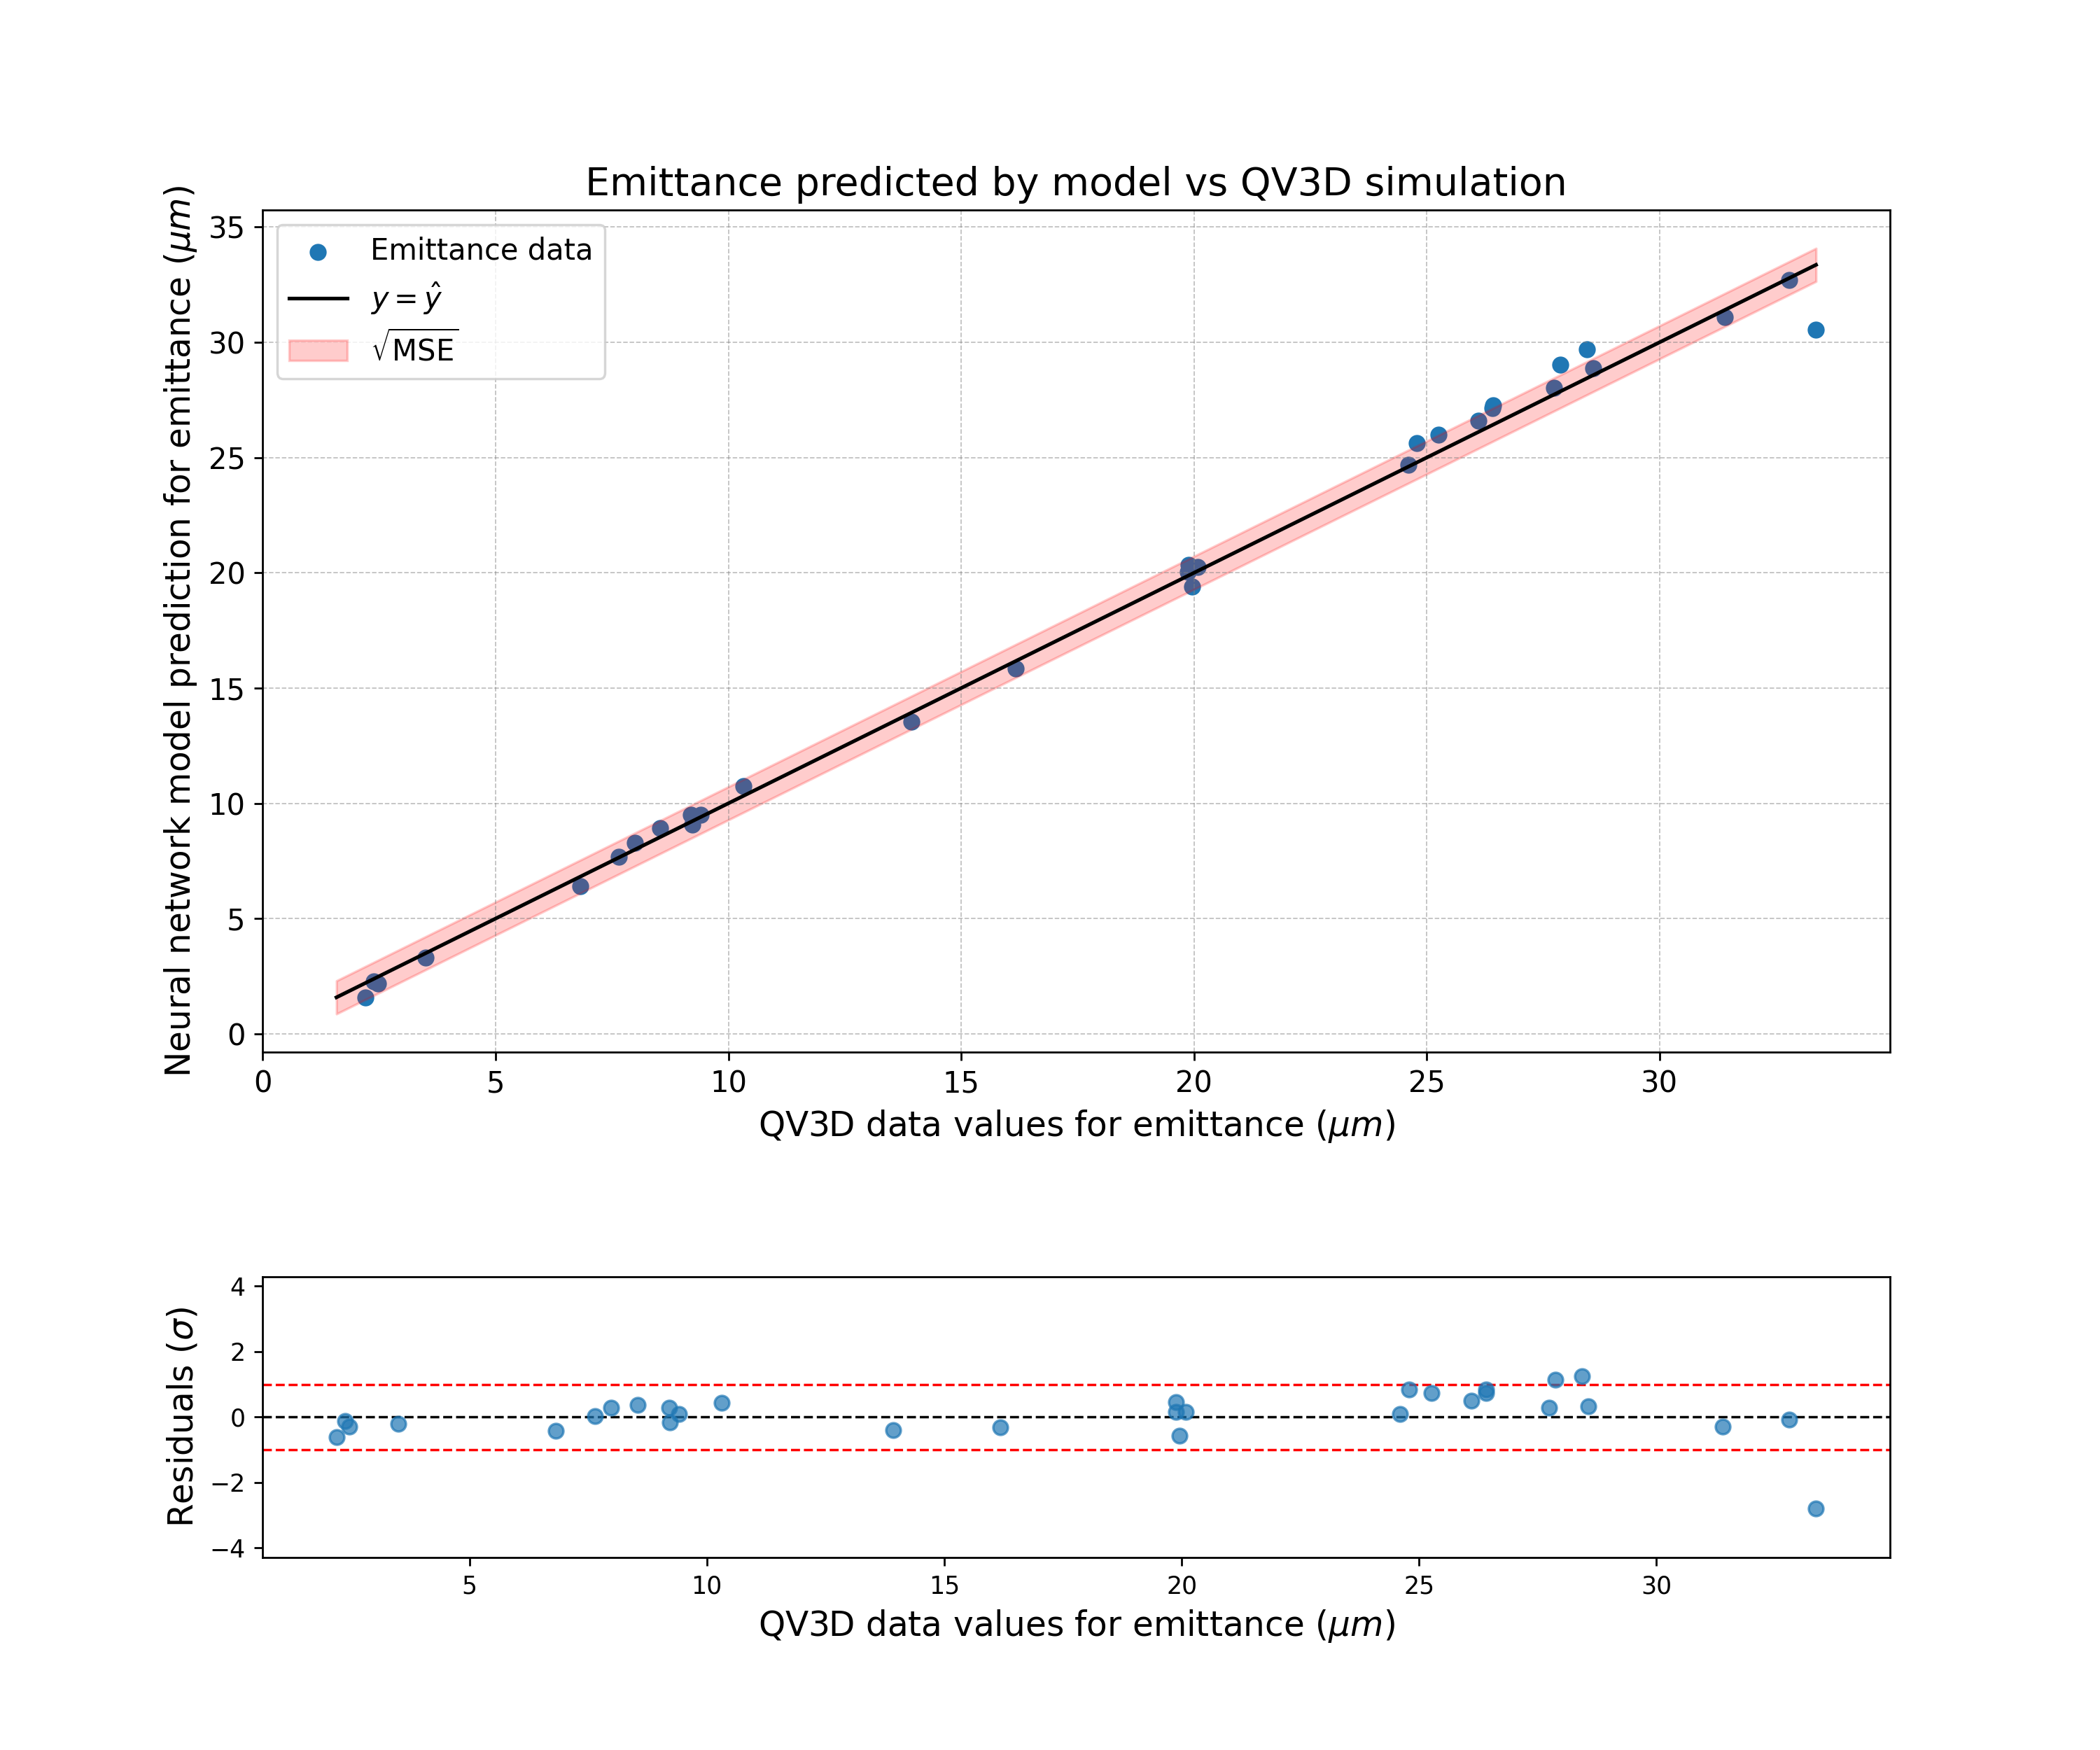 Emittance predicted by model vs QV3D simulation
Neural network model prediction for emittance (μm)
35
30
25
20
15
10
5
0
Emittance data
y = ŷ
√MSE
0 5 10 15 20 25 30
QV3D data values for emittance (μm)
Residuals (σ)
4
2
0
−2
−4
5 10 15 20 25 30
QV3D data values for emittance (μm)